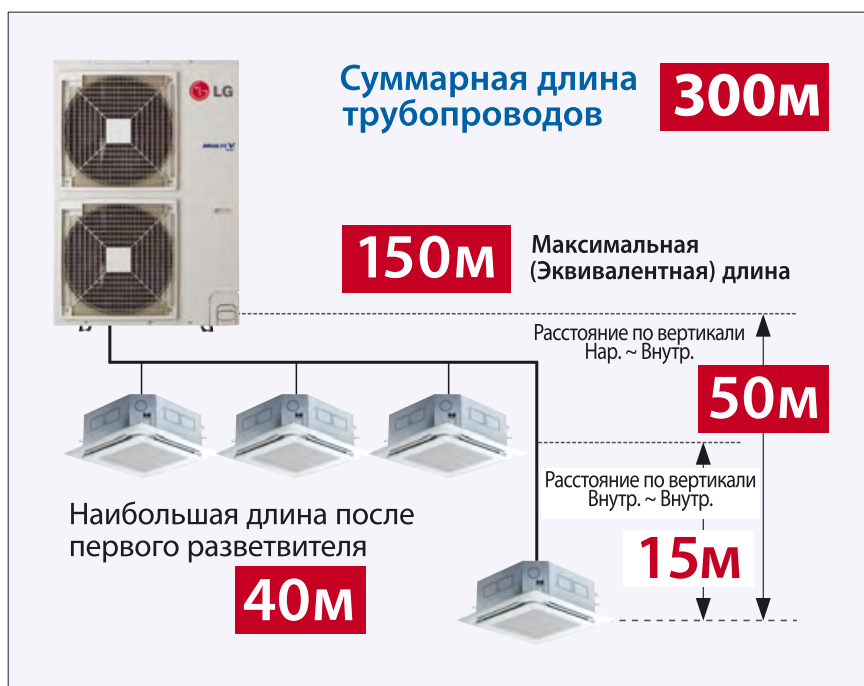 LG
MULTI V
Суммарная длина
трубопроводов
300м
150м
Максимальная
(Эквивалентная) длина
Расстояние по вертикали
Нар. ~ Внутр.
50м
Расстояние по вертикали
Внутр. ~ Внутр.
15м
Наибольшая длина после
первого разветвителя
40м